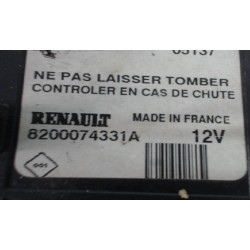 05137
NE PAS LAISSER TOMBER
CONTROLER EN CAS DE CHUTE
RENAULT MADE IN FRANCE
8200074331A 12V